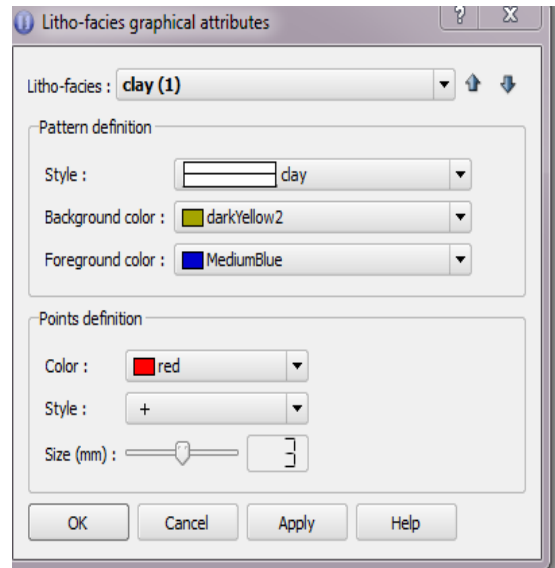 Litho-facies graphical attributes ? X
Litho-facies : clay (1)
Pattern definition
Style : clay
Background color : darkYellow2
Foreground color : MediumBlue
Points definition
Color : red
Style : +
Size (mm) : 3
OK Cancel Apply Help